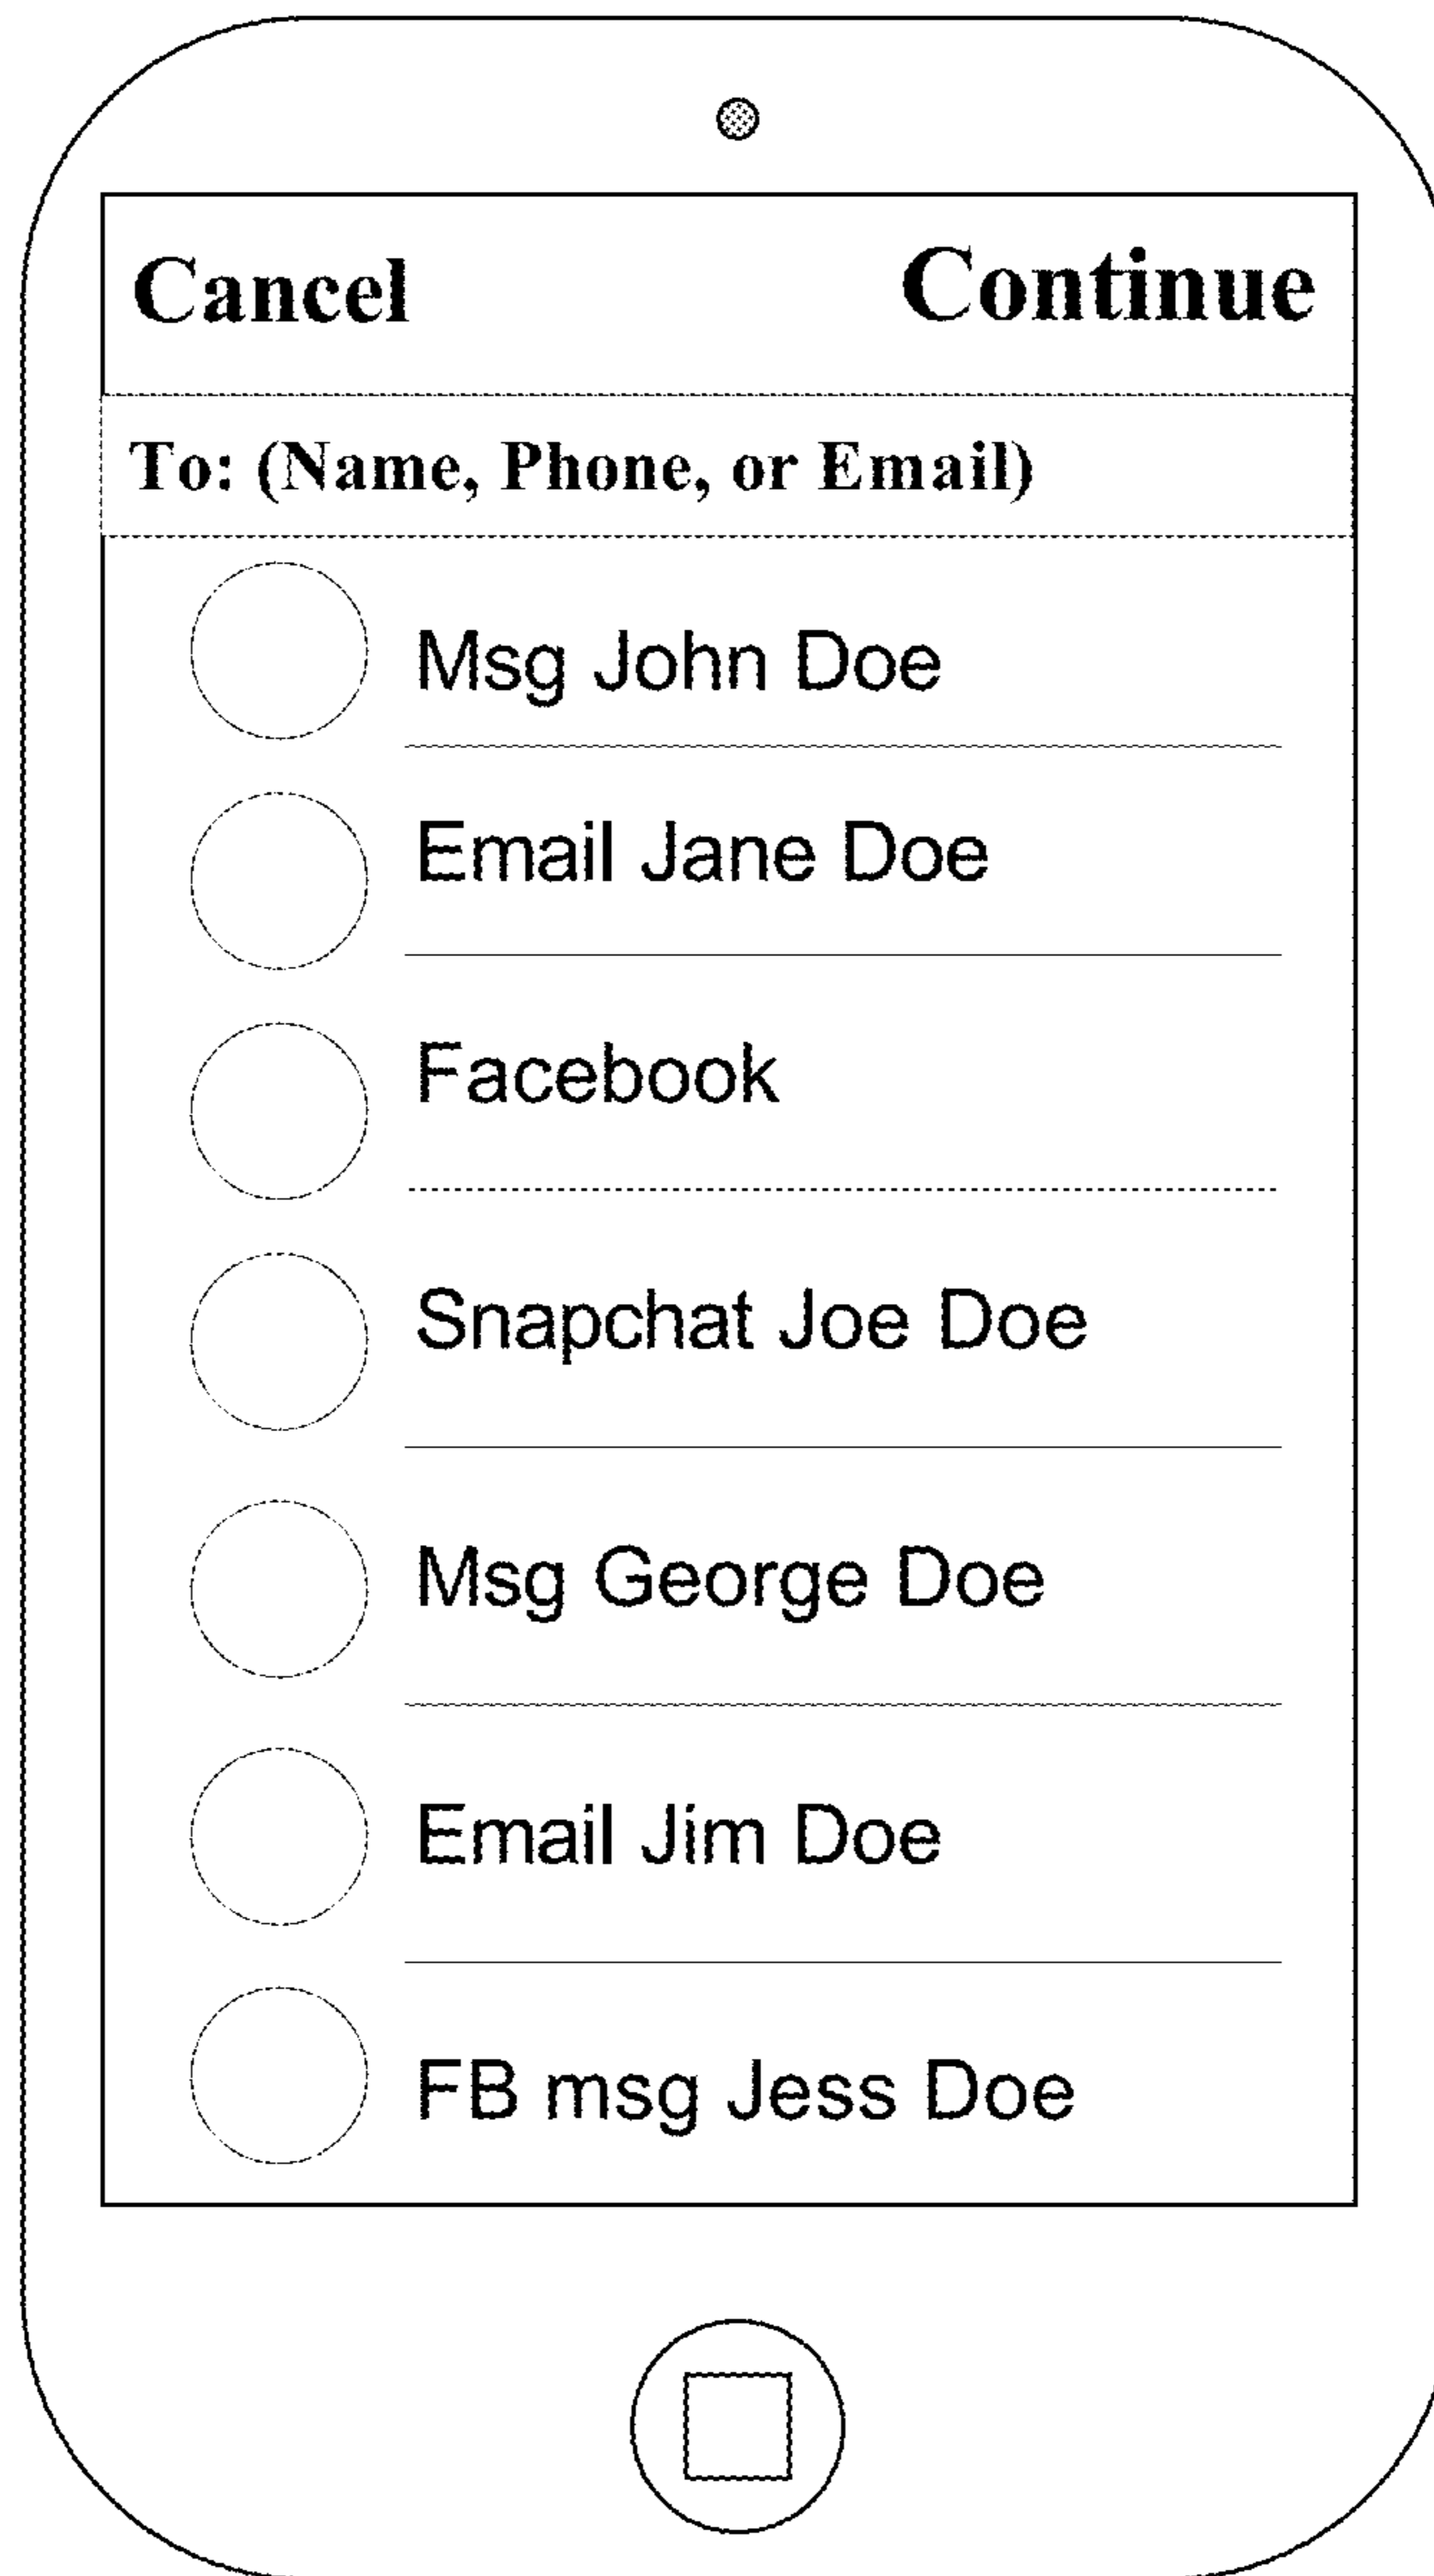 Cancel Continue
To: (Name, Phone, or Email)
Msg John Doe
Email Jane Doe
Facebook
Snapchat Joe Doe
Msg George Doe
Email Jim Doe
FB msg Jess Doe